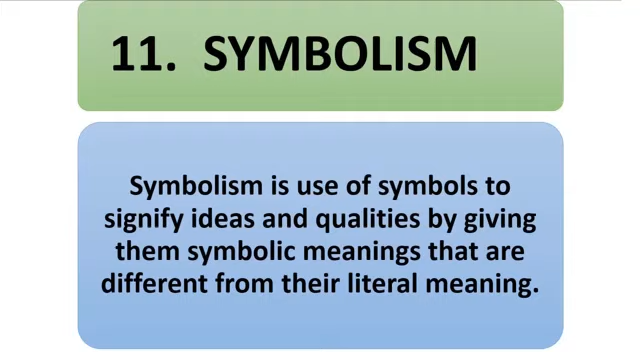 11. SYMBOLISM
Symbolism is use of symbols to
signify ideas and qualities by giving
them symbolic meanings that are
different from their literal meaning.